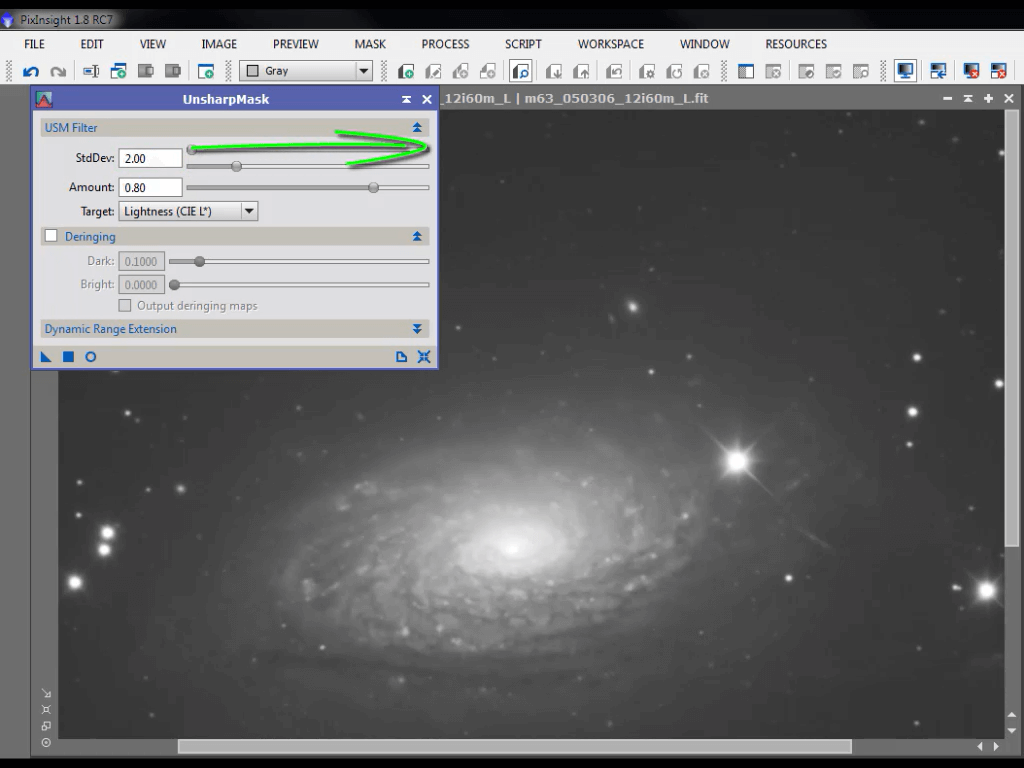 PixInsight 1.8 RC7
FILE EDIT VIEW IMAGE PREVIEW MASK PROCESS SCRIPT WORKSPACE WINDOW RESOURCES
Gray
UnsharpMask
_12i60m_L | m63_050306_12i60m_L.fit
USM Filter
StdDev: 2.00
Amount: 0.80
Target: Lightness (CIE L*)
Deringing
Dark: 0.1000
Bright: 0.0000
Output deringing maps
Dynamic Range Extension